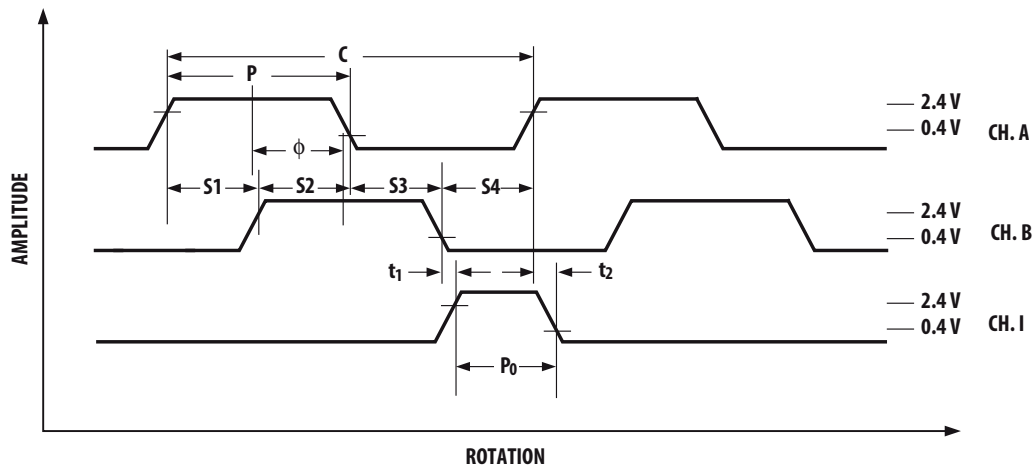 C
P
2.4 V
0.4 V
CH. A
ϕ
S1
S2
S3
S4
AMPLITUDE
2.4 V
0.4 V
CH. B
t1
t2
2.4 V
0.4 V
CH. I
P0
ROTATION